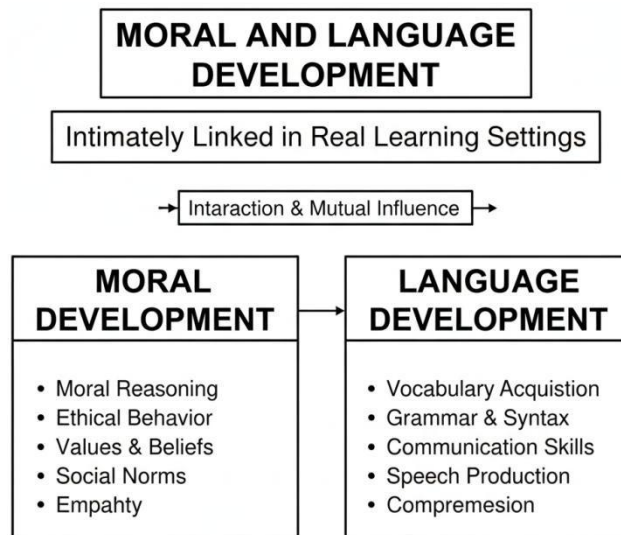 MORAL AND LANGUAGE
DEVELOPMENT
Intimately Linked in Real Learning Settings
Intaraction & Mutual Influence
MORAL
DEVELOPMENT
• Moral Reasoning
• Ethical Behavior
• Values & Beliefs
• Social Norms
• Empahty
LANGUAGE
DEVELOPMENT
• Vocabulary Acquistion
• Grammar & Syntax
• Communication Skills
• Speech Production
• Compremesion